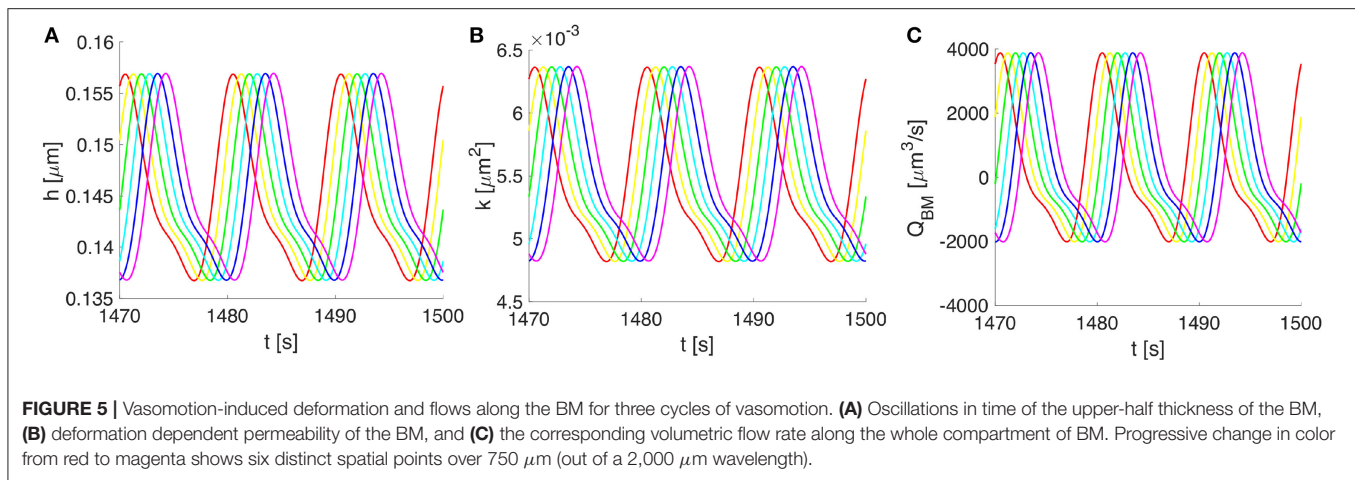 A
B
C
0.16
0.155
0.15
0.145
0.14
0.135
h [μm]
1470 1480 1490 1500
t [s]
×10⁻³
6.5
5.5
4.5
k [μm²]
1470 1480 1490 1500
t [s]
4000
2000
0
-2000
-4000
Q_BM [μm³/s]
1470 1480 1490 1500
t [s]
FIGURE 5 | Vasomotion-induced deformation and flows along the BM for three cycles of vasomotion. (A) Oscillations in time of the upper-half thickness of the BM,
(B) deformation dependent permeability of the BM, and (C) the corresponding volumetric flow rate along the whole compartment of BM. Progressive change in color
from red to magenta shows six distinct spatial points over 750 μm (out of a 2,000 μm wavelength).